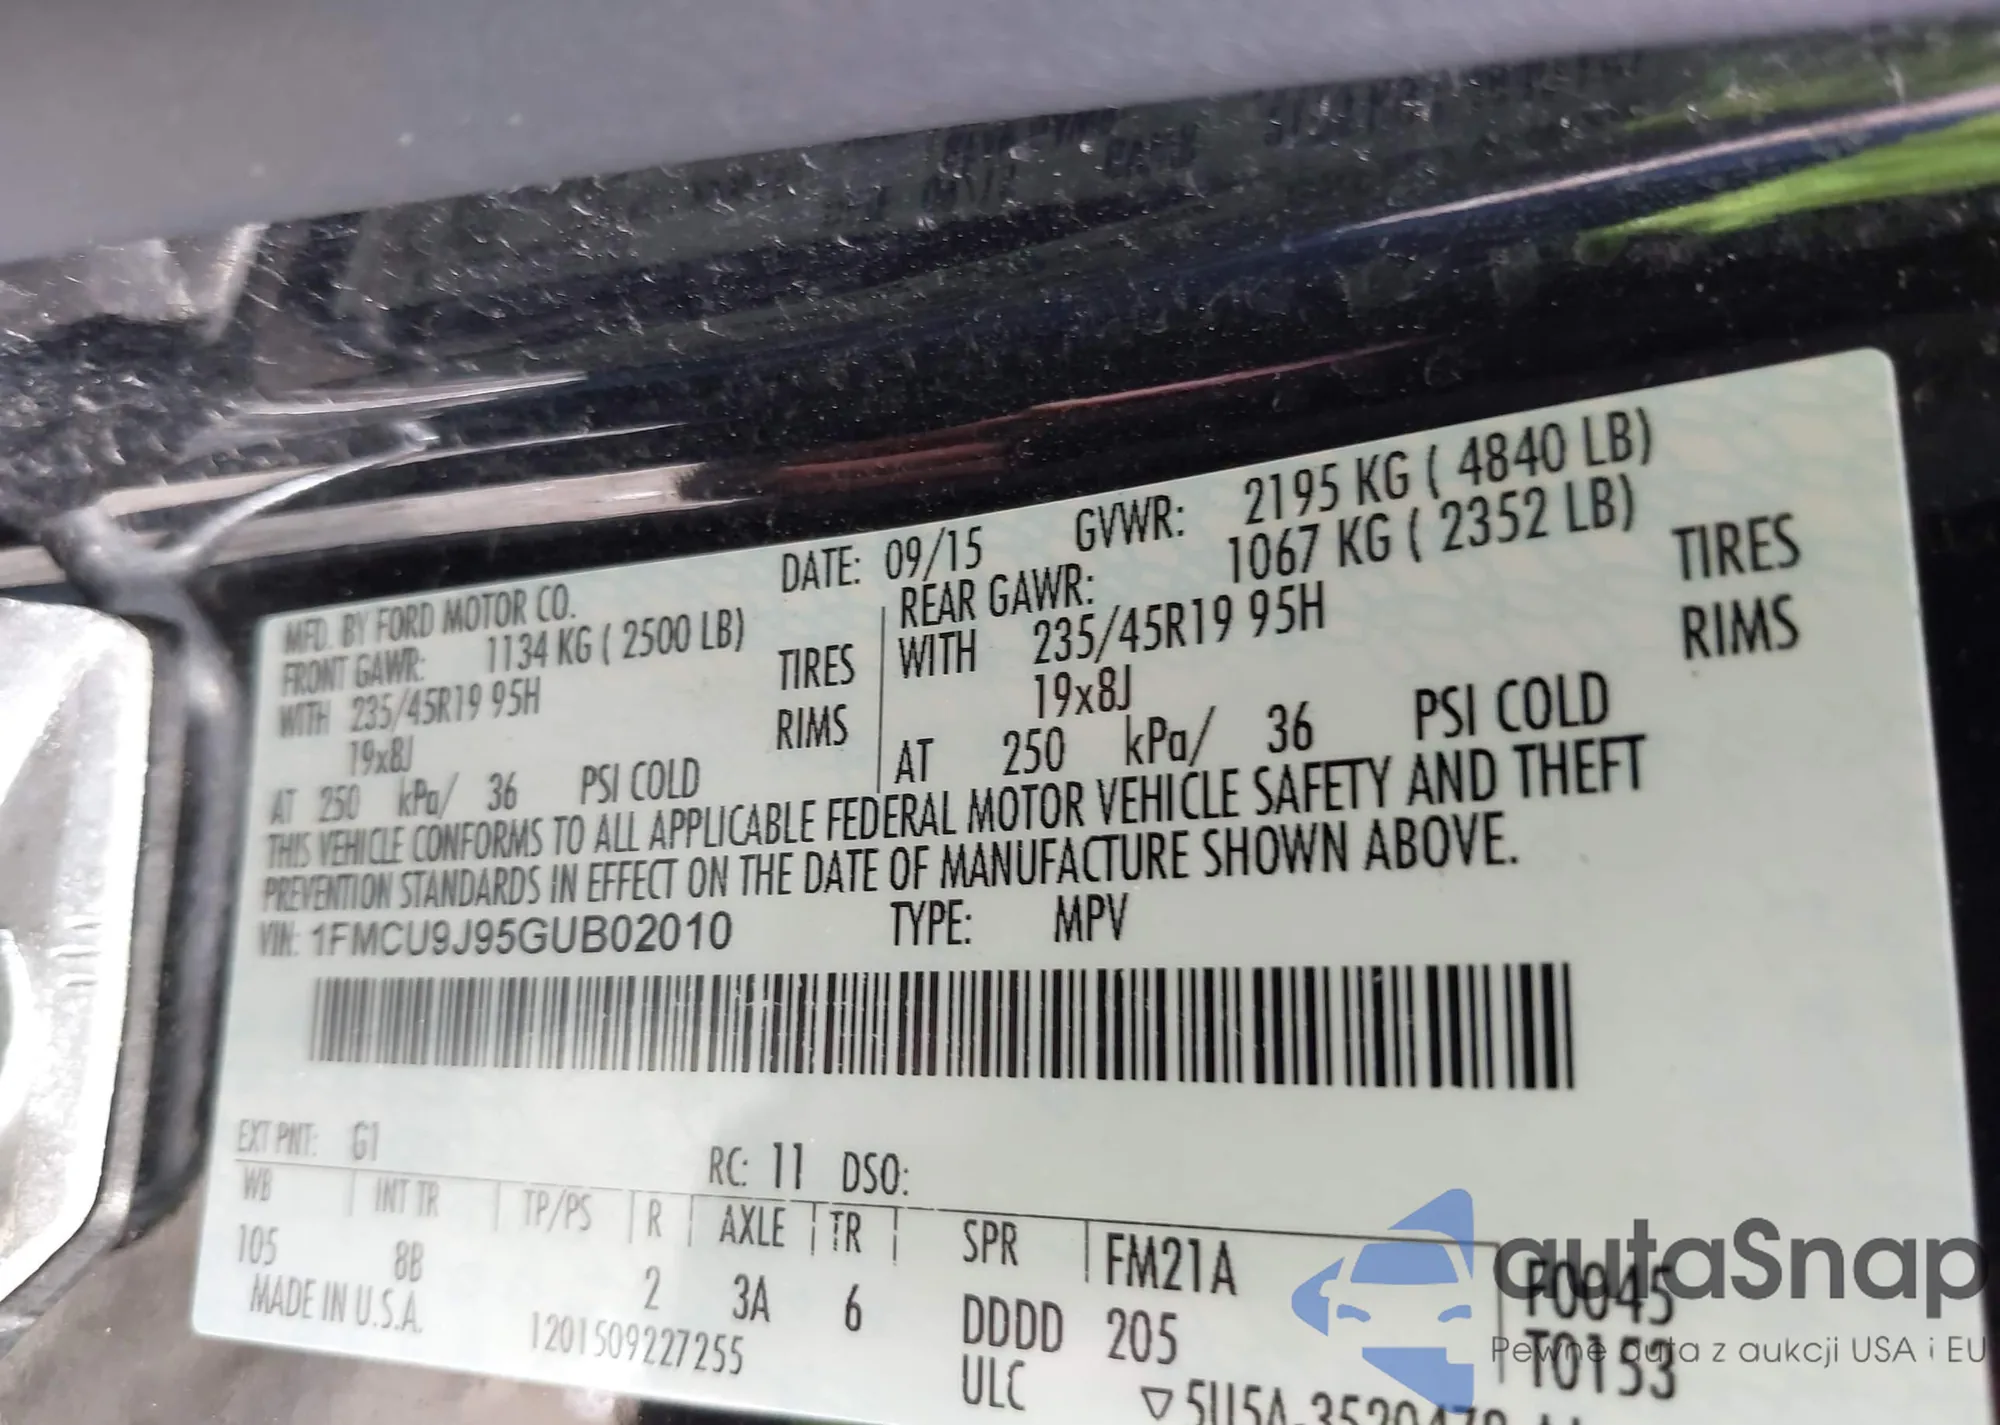 MFD. BY FORD MOTOR CO. DATE: 09/15 GVWR: 2195 KG ( 4840 LB)
FRONT GAWR: 1134 KG ( 2500 LB) REAR GAWR: 1067 KG ( 2352 LB)
WITH 235/45R19 95H TIRES WITH 235/45R19 95H TIRES
19x8J RIMS 19x8J RIMS
AT 250 kPa/ 36 PSI COLD AT 250 kPa/ 36 PSI COLD
THIS VEHICLE CONFORMS TO ALL APPLICABLE FEDERAL MOTOR VEHICLE SAFETY AND THEFT
PREVENTION STANDARDS IN EFFECT ON THE DATE OF MANUFACTURE SHOWN ABOVE.
VIN: 1FMCU9J95GUB02010 TYPE: MPV
EXT PNT: G1 RC: 11 DSO:
WB INT TR TP/PS R AXLE TR SPR FM21A F0045
105 8B 2 3A 6 DDDD 205 T0153
MADE IN U.S.A. 1201509227255 ULC
autoSnap
Pewne auta z aukcji USA i EU